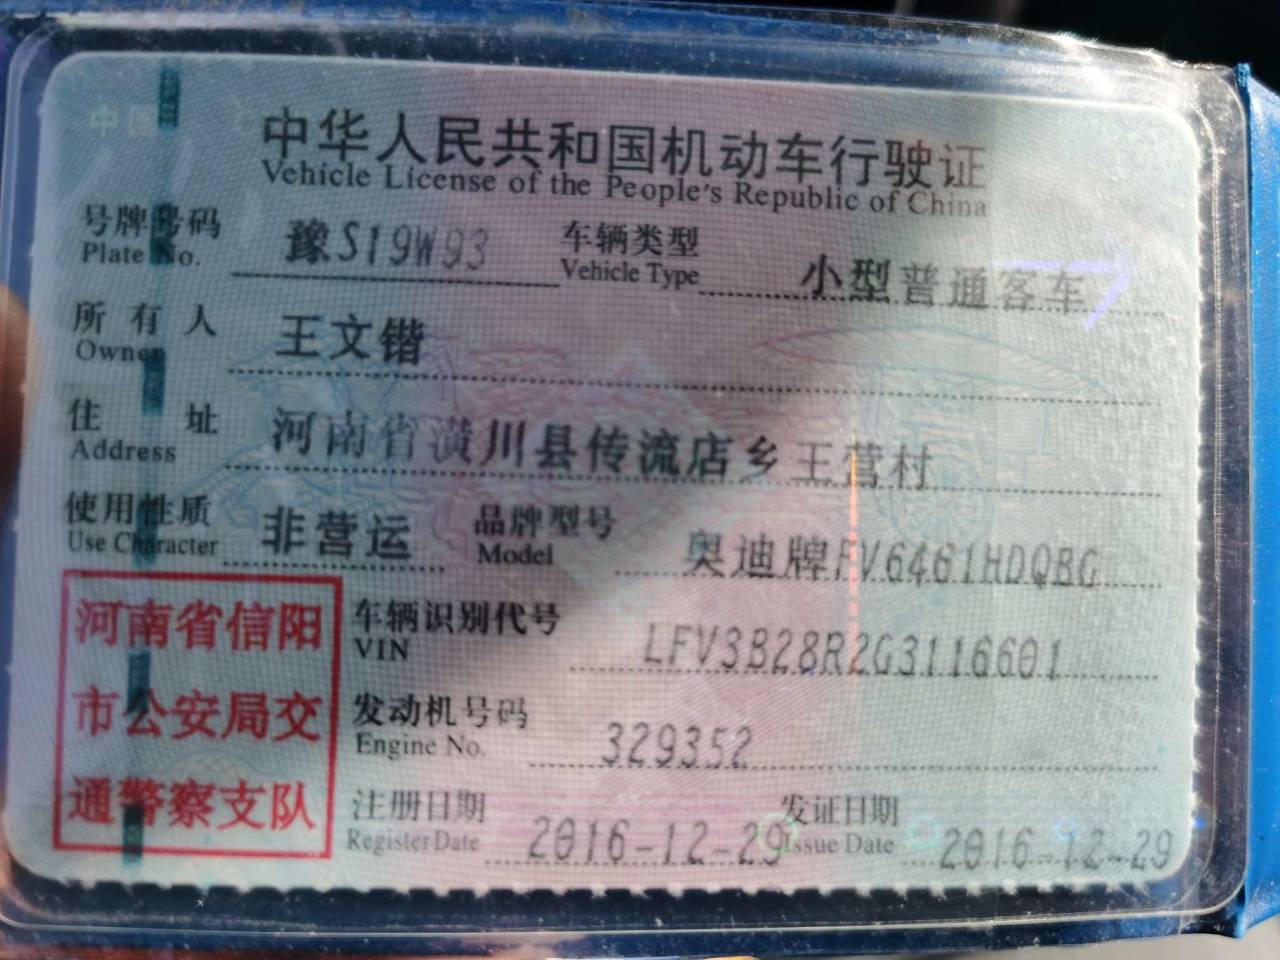 中华人民共和国机动车行驶证
Vehicle License of the People's Republic of China
号牌号码 豫S19W93 车辆类型 小型普通客车
Plate No. Vehicle Type
所有人 王文锴
Owner
住址 河南省潢川县传流店乡王营村
Address
使用性质 非营运 品牌型号 奥迪牌FV6461HDQBG
Use Character Model
河南省信阳
市公安局交
通警察支队
车辆识别代号 LFV3B28R2G3116601
VIN
发动机号码 329352
Engine No.
注册日期 2016-12-29 发证日期 2016-12-29
Register Date Issue Date